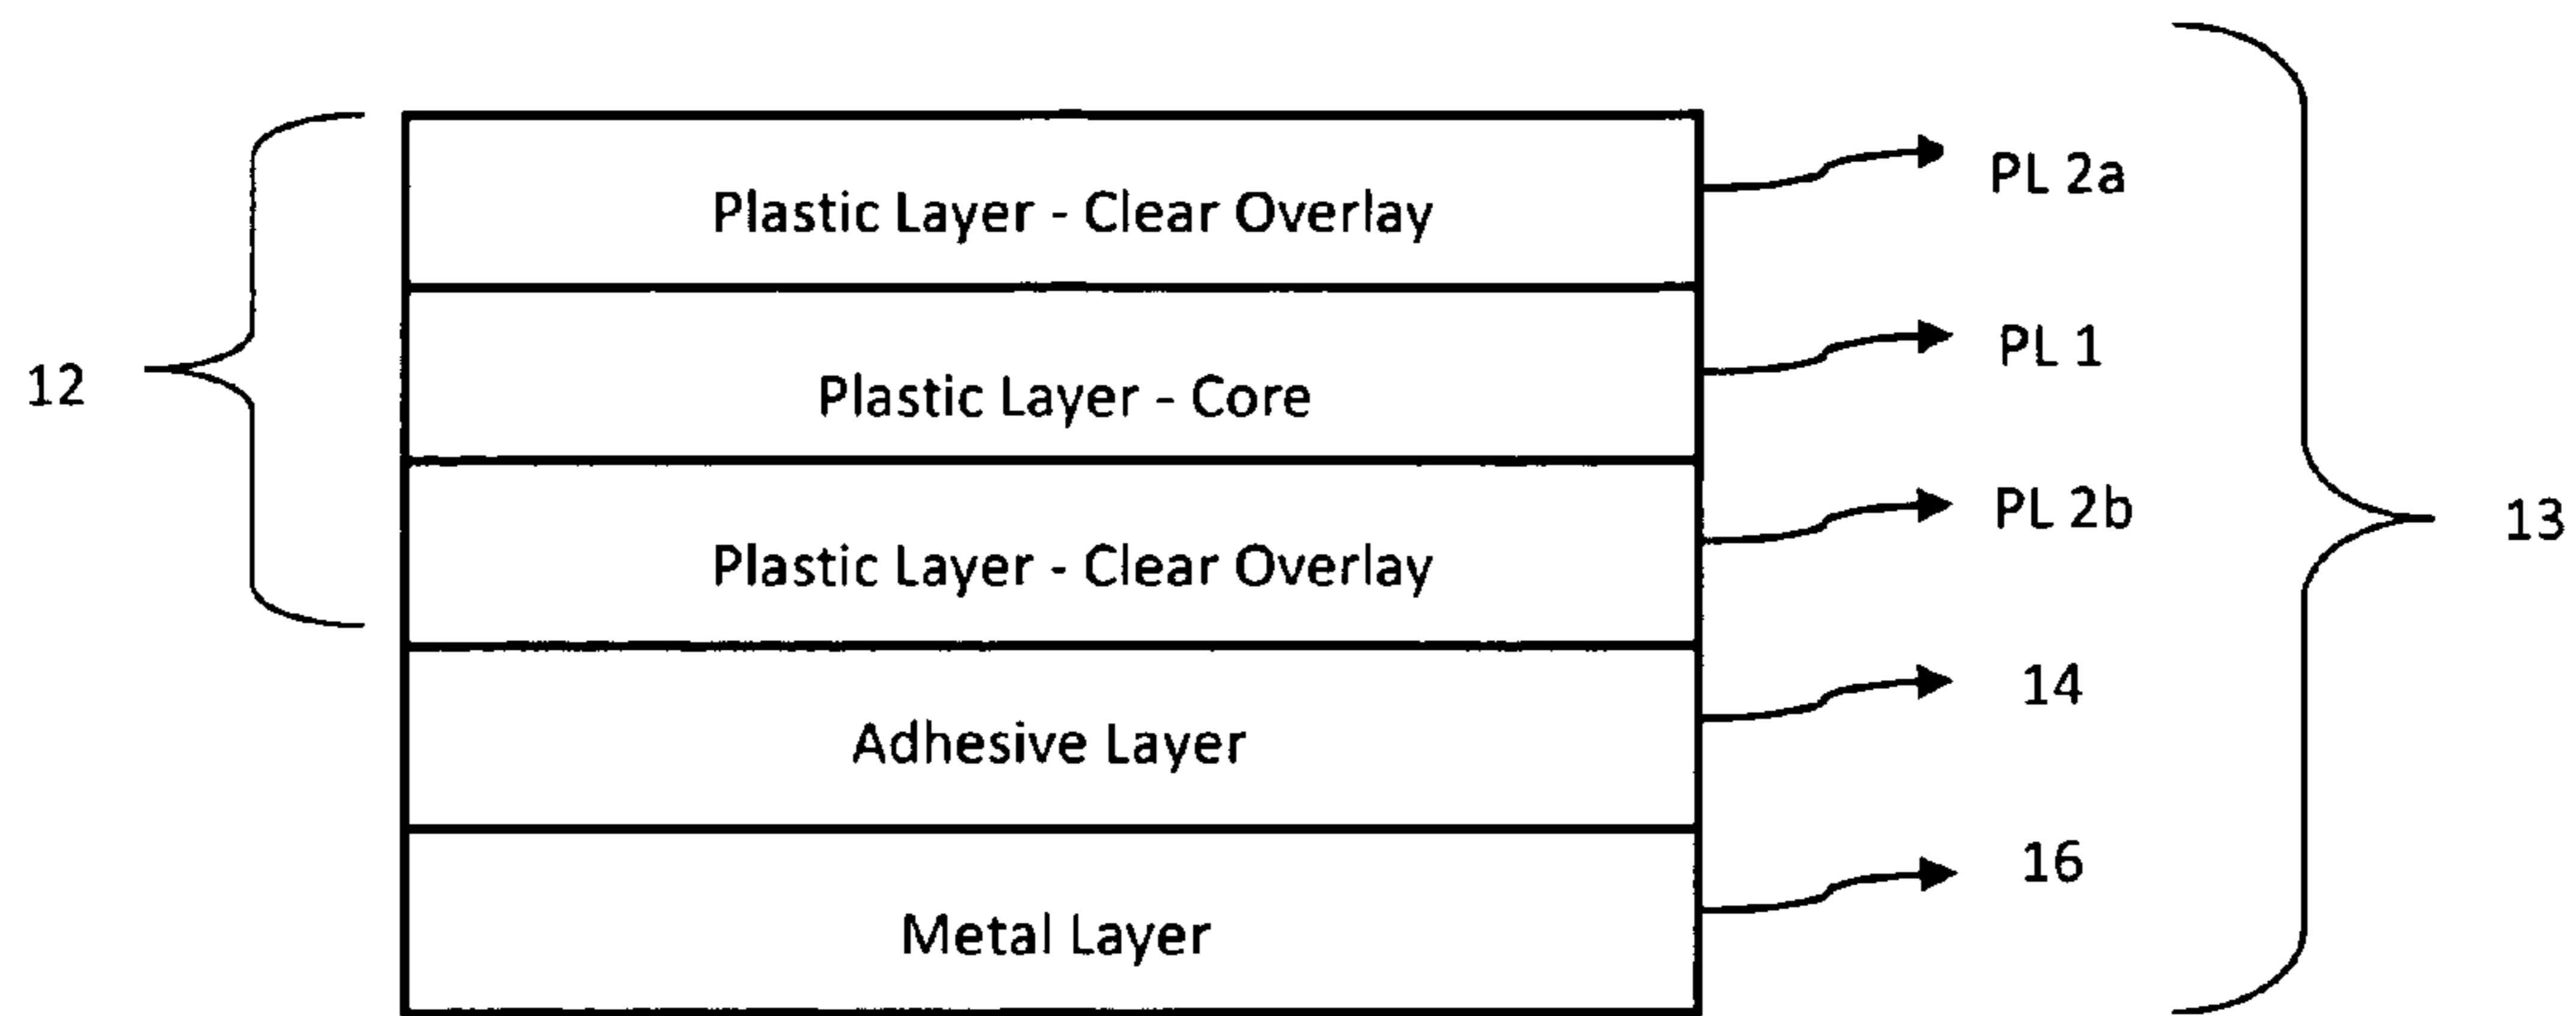 Plastic Layer - Clear Overlay
PL 2a
12
Plastic Layer - Core
PL 1
Plastic Layer - Clear Overlay
PL 2b
13
Adhesive Layer
14
Metal Layer
16